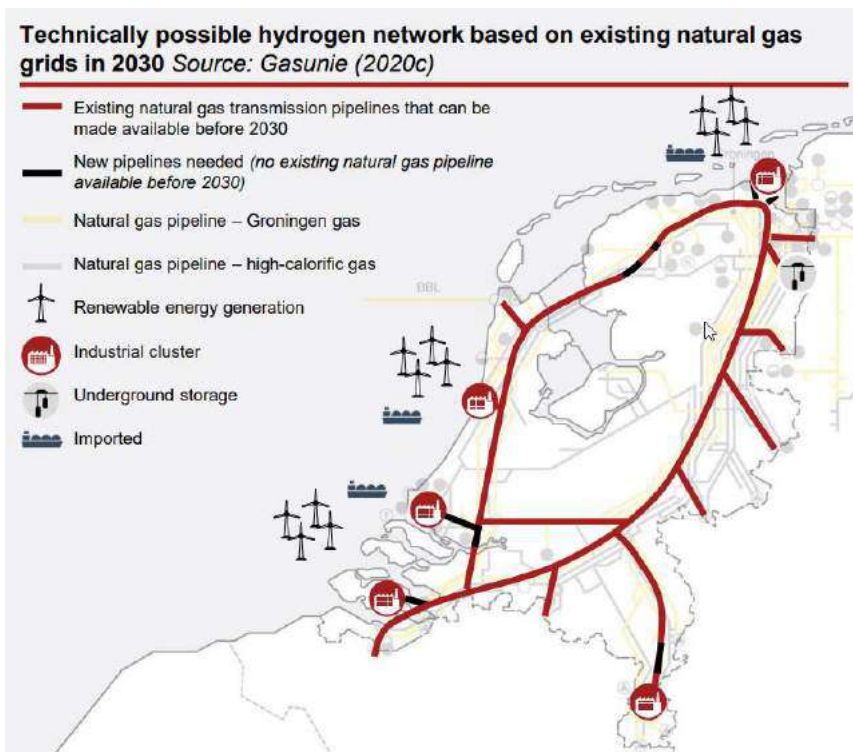 Technically possible hydrogen network based on existing natural gas
grids in 2030 Source: Gasunie (2020c)
Existing natural gas transmission pipelines that can be
made available before 2030
New pipelines needed (no existing natural gas pipeline
available before 2030)
Natural gas pipeline – Groningen gas
Natural gas pipeline – high-calorific gas
BBL
Renewable energy generation
Industrial cluster
Underground storage
Imported